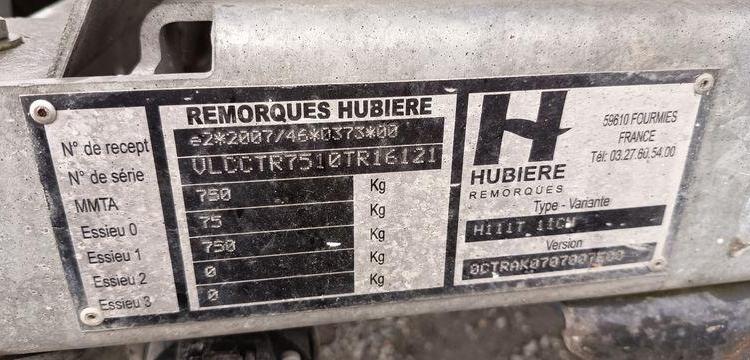 REMORQUES HUBIERE
N° de recept e2*2007/46*0373*00
N° de série VLCCTR7510TR16121
MMTA 750 Kg
Essieu 0 75 Kg
Essieu 1 750 Kg
Essieu 2 0 Kg
Essieu 3 0 Kg
H
HUBIERE
REMORQUES
59610 FOURMIES
FRANCE
Tél: 03.27.60.54.00
Type - Variante
H111T
Version